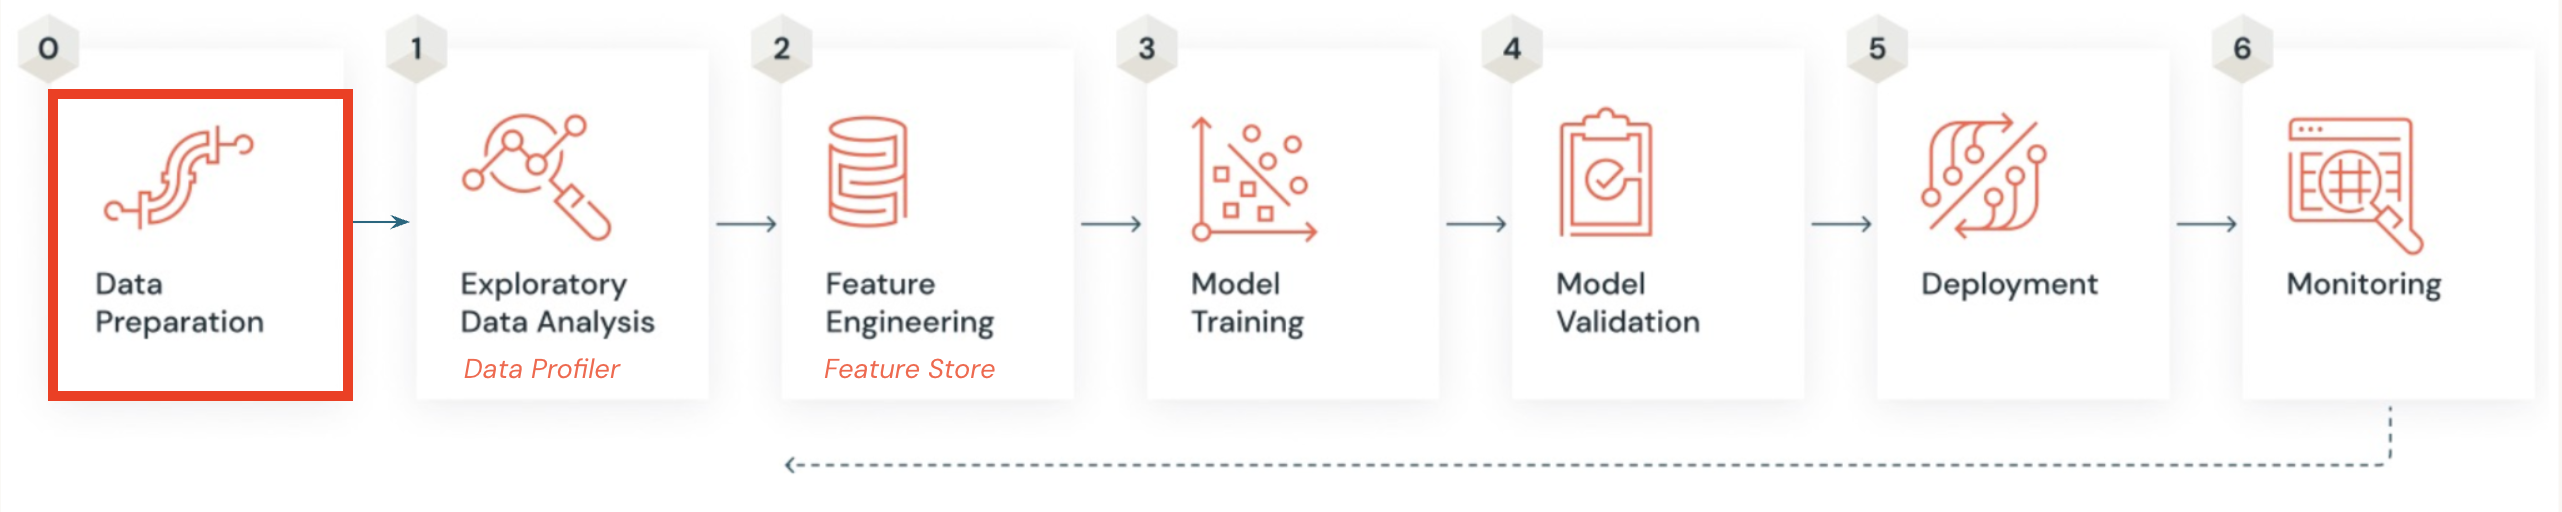 0
1
2
3
4
5
6
Data
Preparation
Exploratory
Data Analysis
Data Profiler
Feature
Engineering
Feature Store
Model
Training
Model
Validation
Deployment
Monitoring